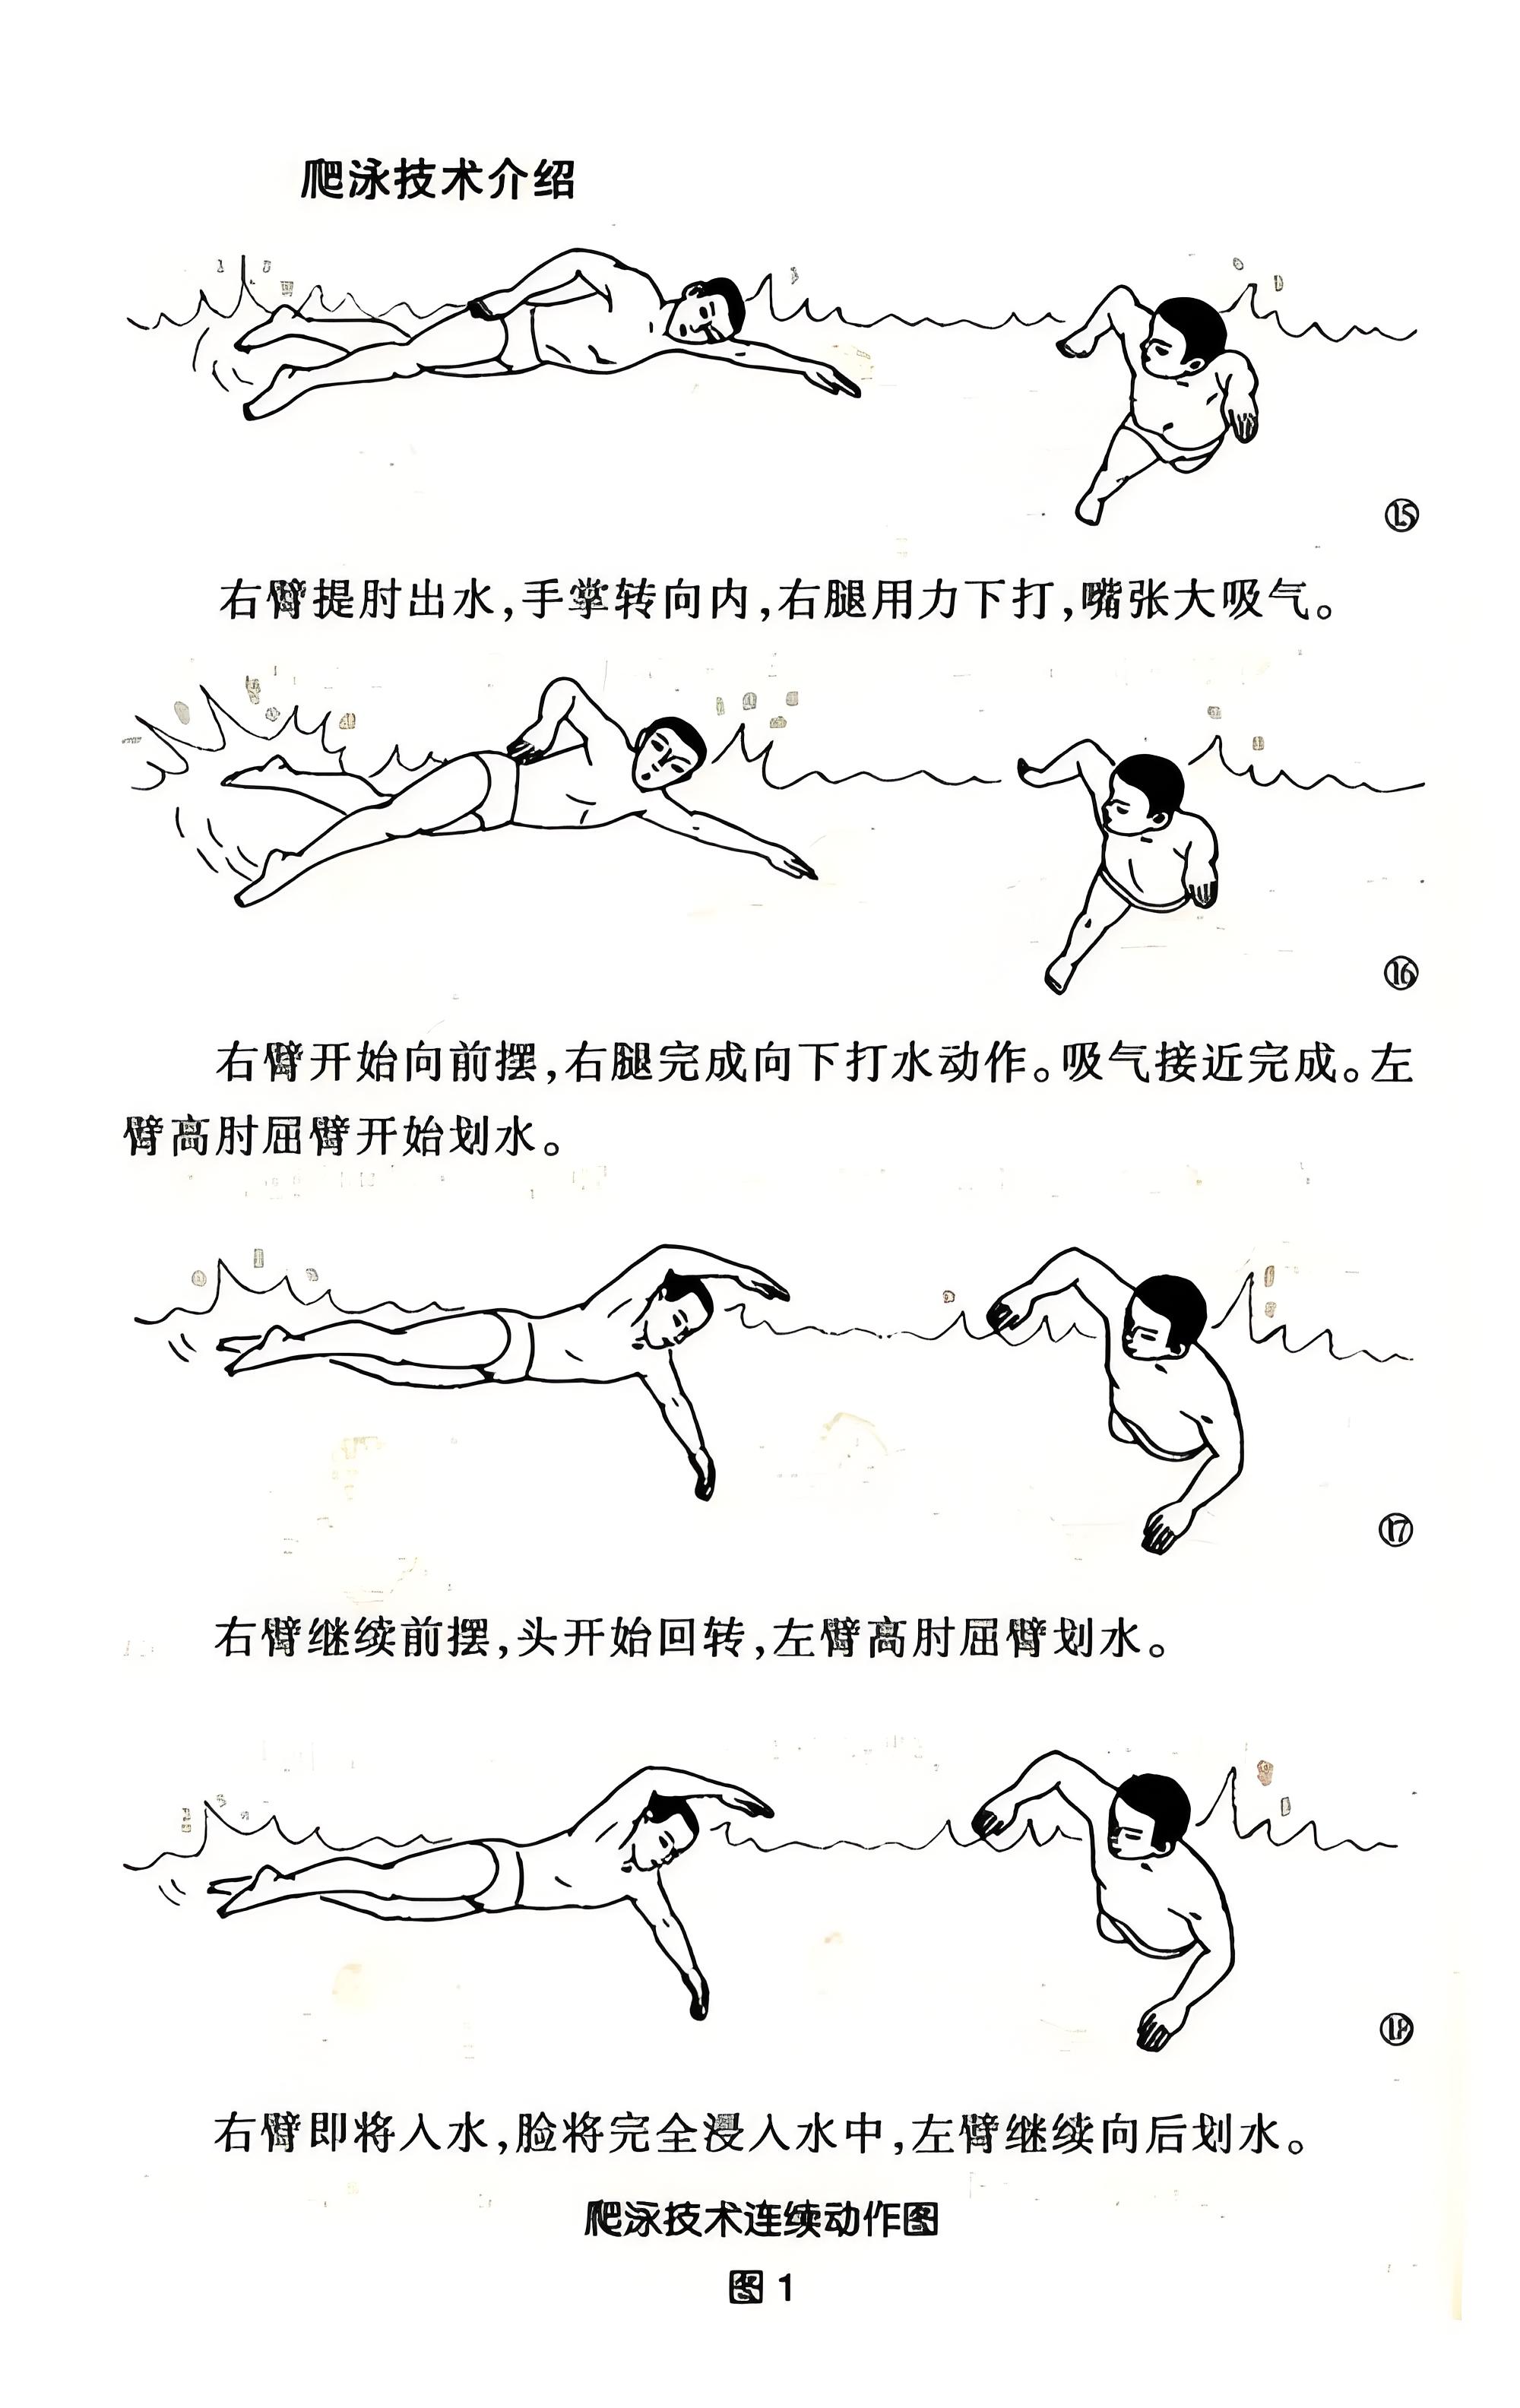 爬泳技术介绍
⑮
右臂提肘出水,手掌转向内,右腿用力下打,嘴张大吸气。
⑯
右臂开始向前摆,右腿完成向下打水动作。吸气接近完成。左
臂高肘屈臂开始划水。
⑰
右臂继续前摆,头开始回转,左臂高肘屈臂划水。
⑱
右臂即将入水,脸将完全浸入水中,左臂继续向后划水。
爬泳技术连续动作图
图 1